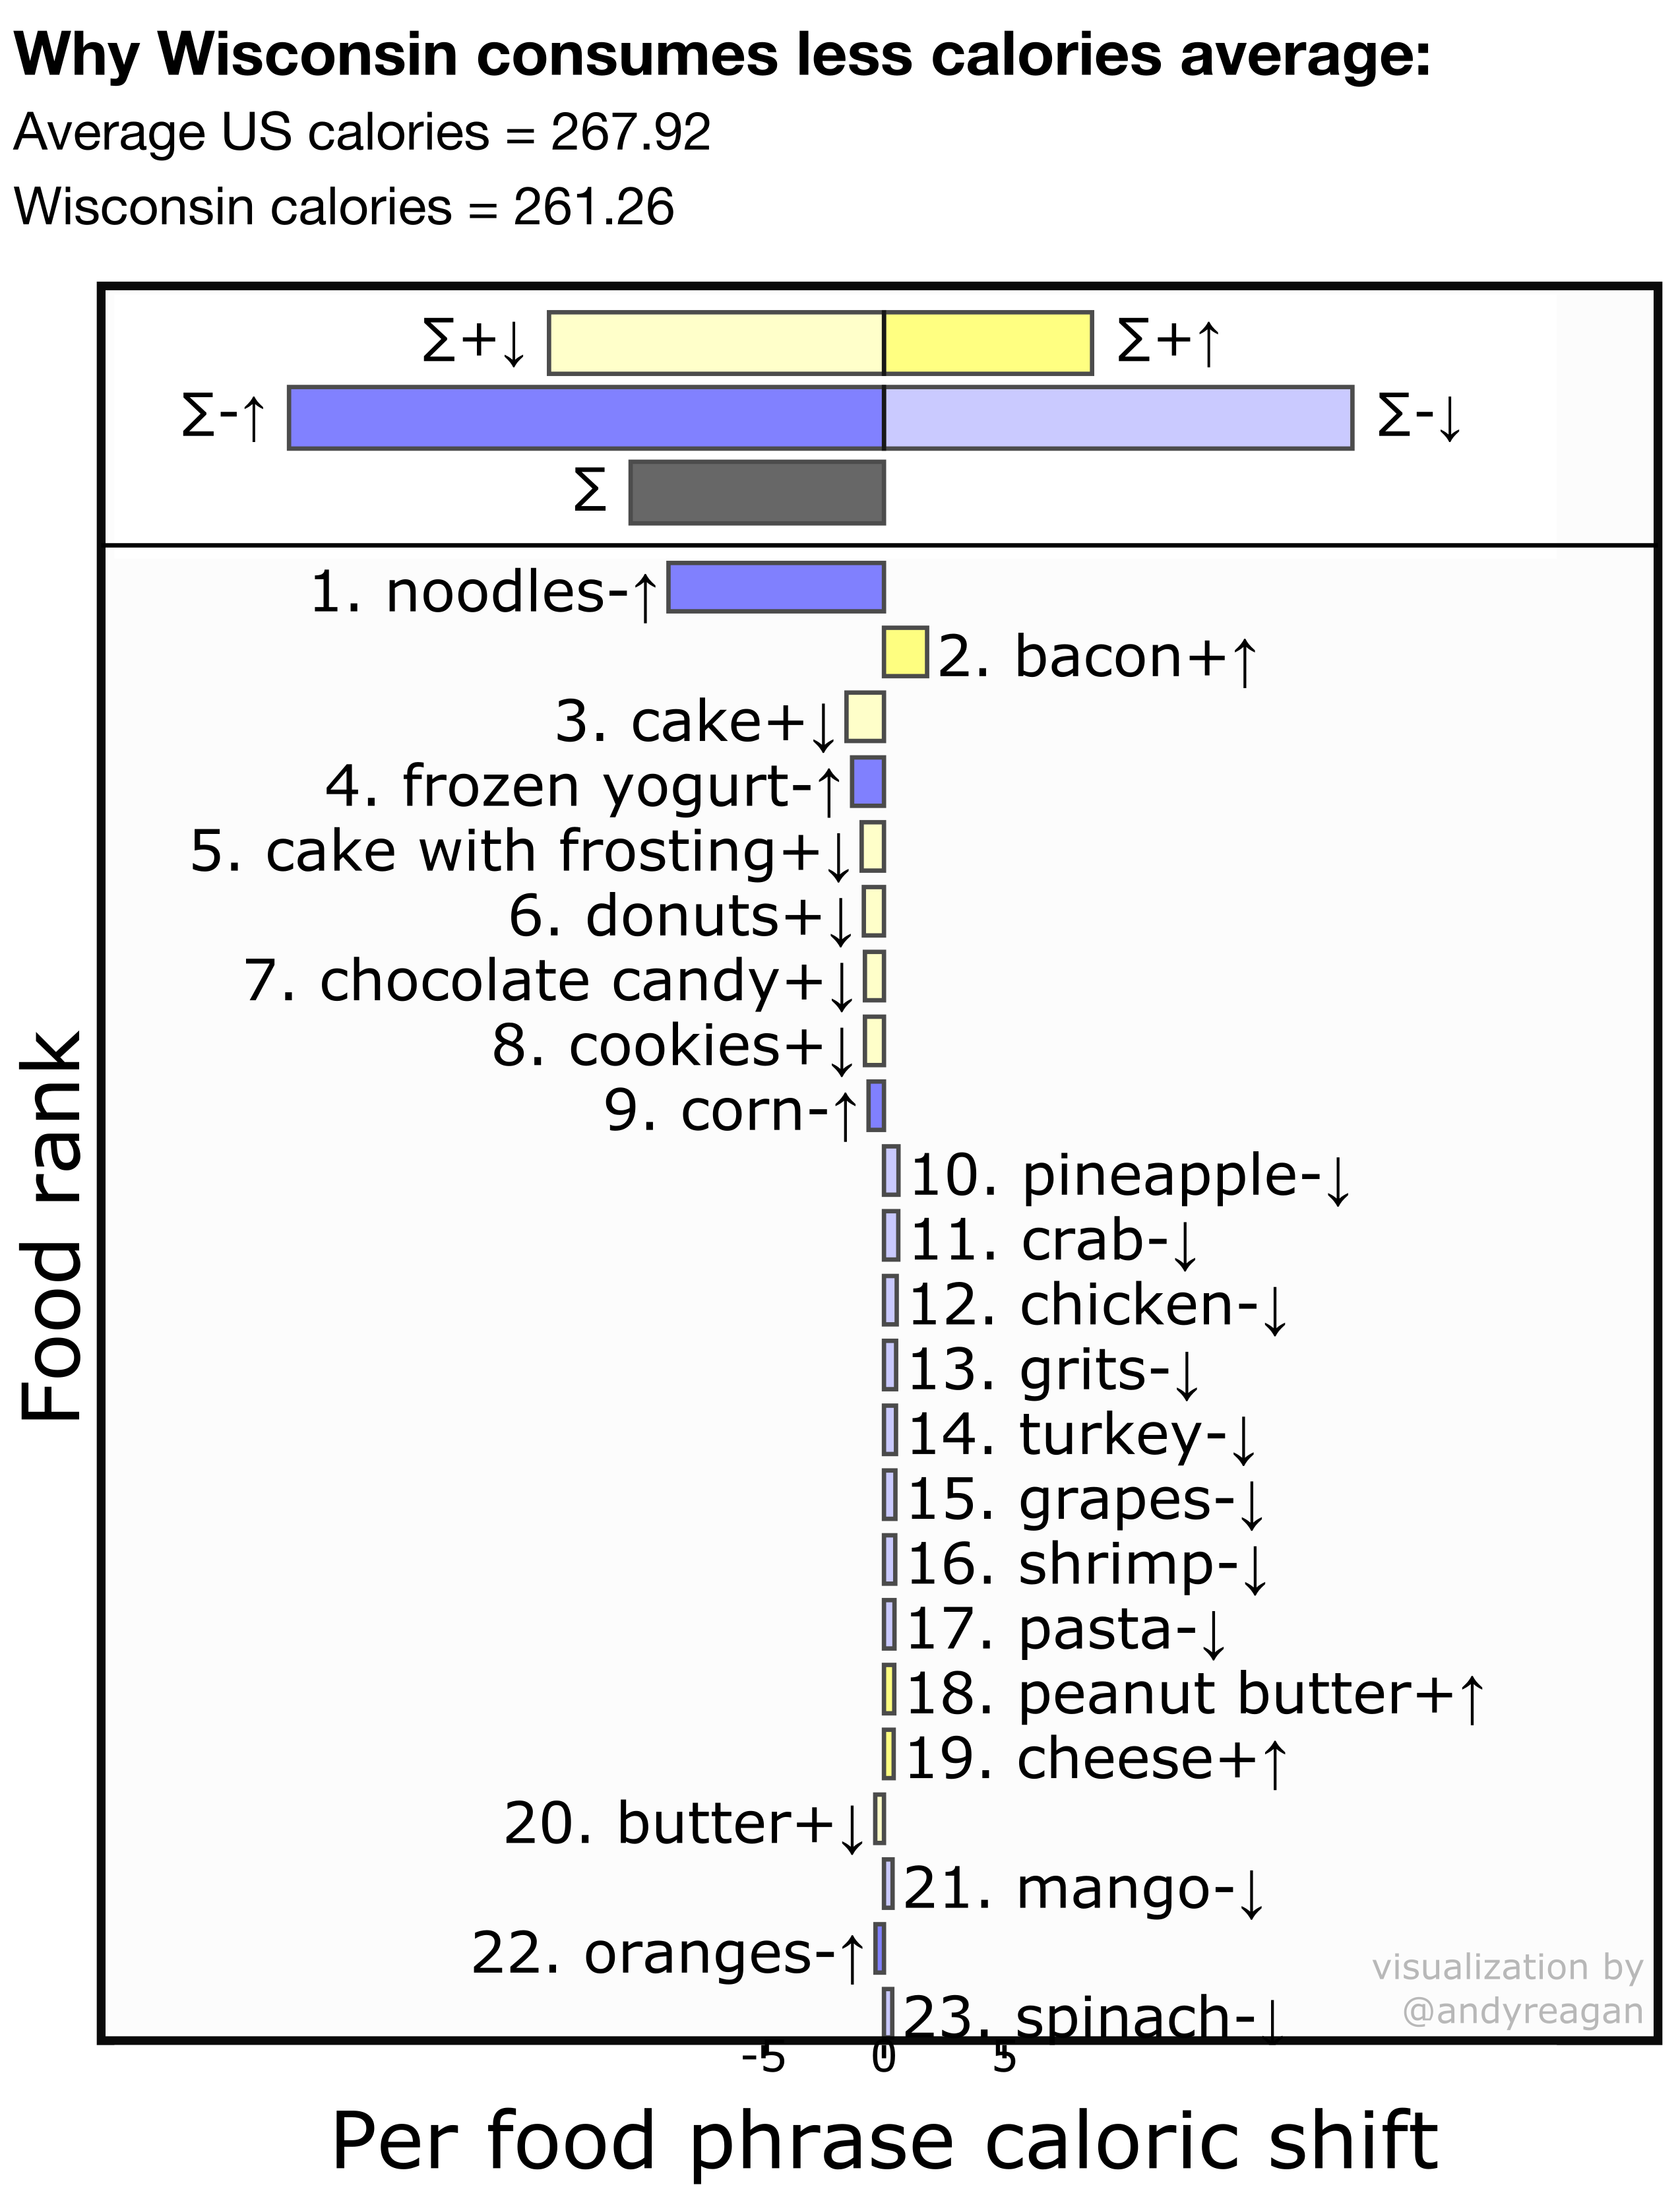 Why Wisconsin consumes less calories average:
Average US calories = 267.92
Wisconsin calories = 261.26
∑+↓
∑+↑
∑-↑
∑-↓
∑
1. noodles-↑
2. bacon+↑
3. cake+↓
4. frozen yogurt-↑
5. cake with frosting+↓
6. donuts+↓
7. chocolate candy+↓
8. cookies+↓
9. corn-↑
10. pineapple-↓
11. crab-↓
12. chicken-↓
13. grits-↓
14. turkey-↓
15. grapes-↓
16. shrimp-↓
17. pasta-↓
18. peanut butter+↑
19. cheese+↑
20. butter+↓
21. mango-↓
22. oranges-↑
23. spinach-↓
Food rank
visualization by
@andyreagan
-5 0 5
Per food phrase caloric shift